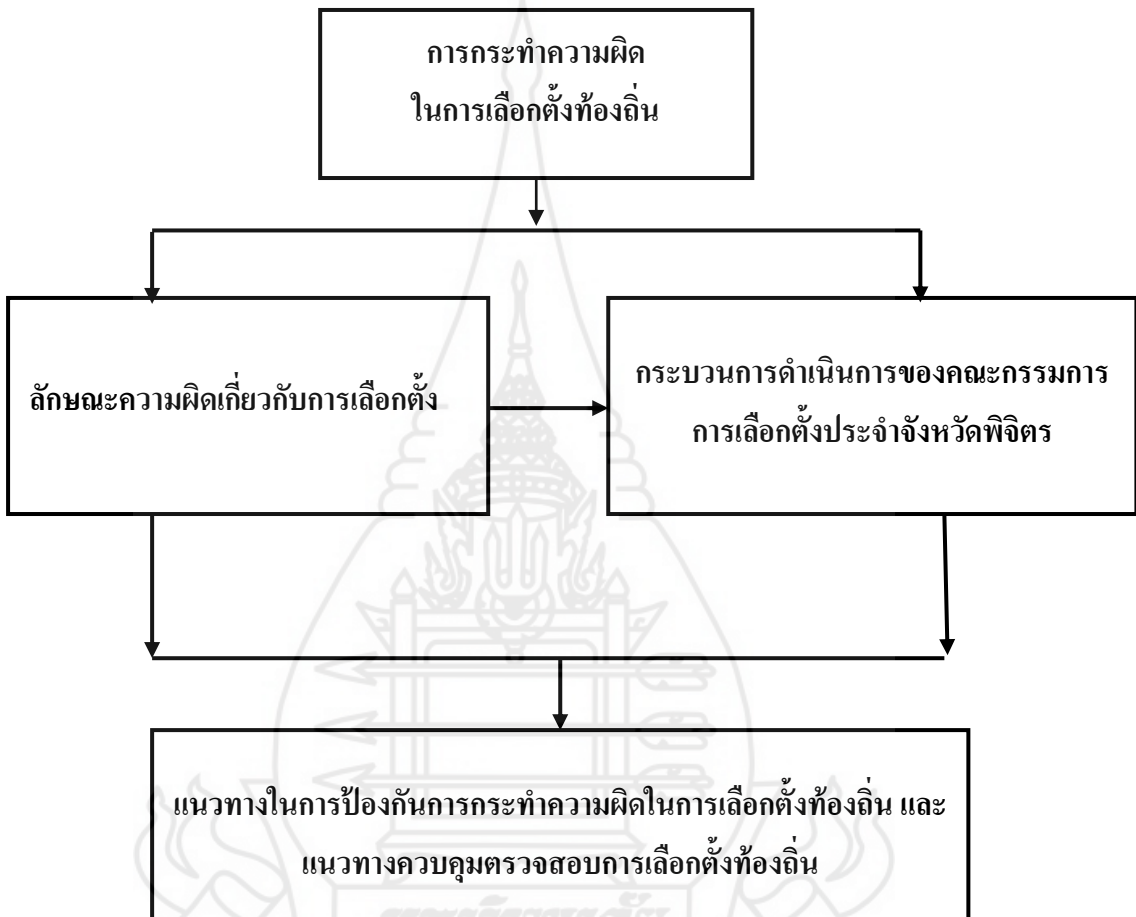 การกระทำความผิด
ในการเลือกตั้งท้องถิ่น
ลักษณะความผิดเกี่ยวกับการเลือกตั้ง
กระบวนการดำเนินการของคณะกรรมการ
การเลือกตั้งประจำจังหวัดพิจิตร
แนวทางในการป้องกันการกระทำความผิดในการเลือกตั้งท้องถิ่น และ
แนวทางควบคุมตรวจสอบการเลือกตั้งท้องถิ่น